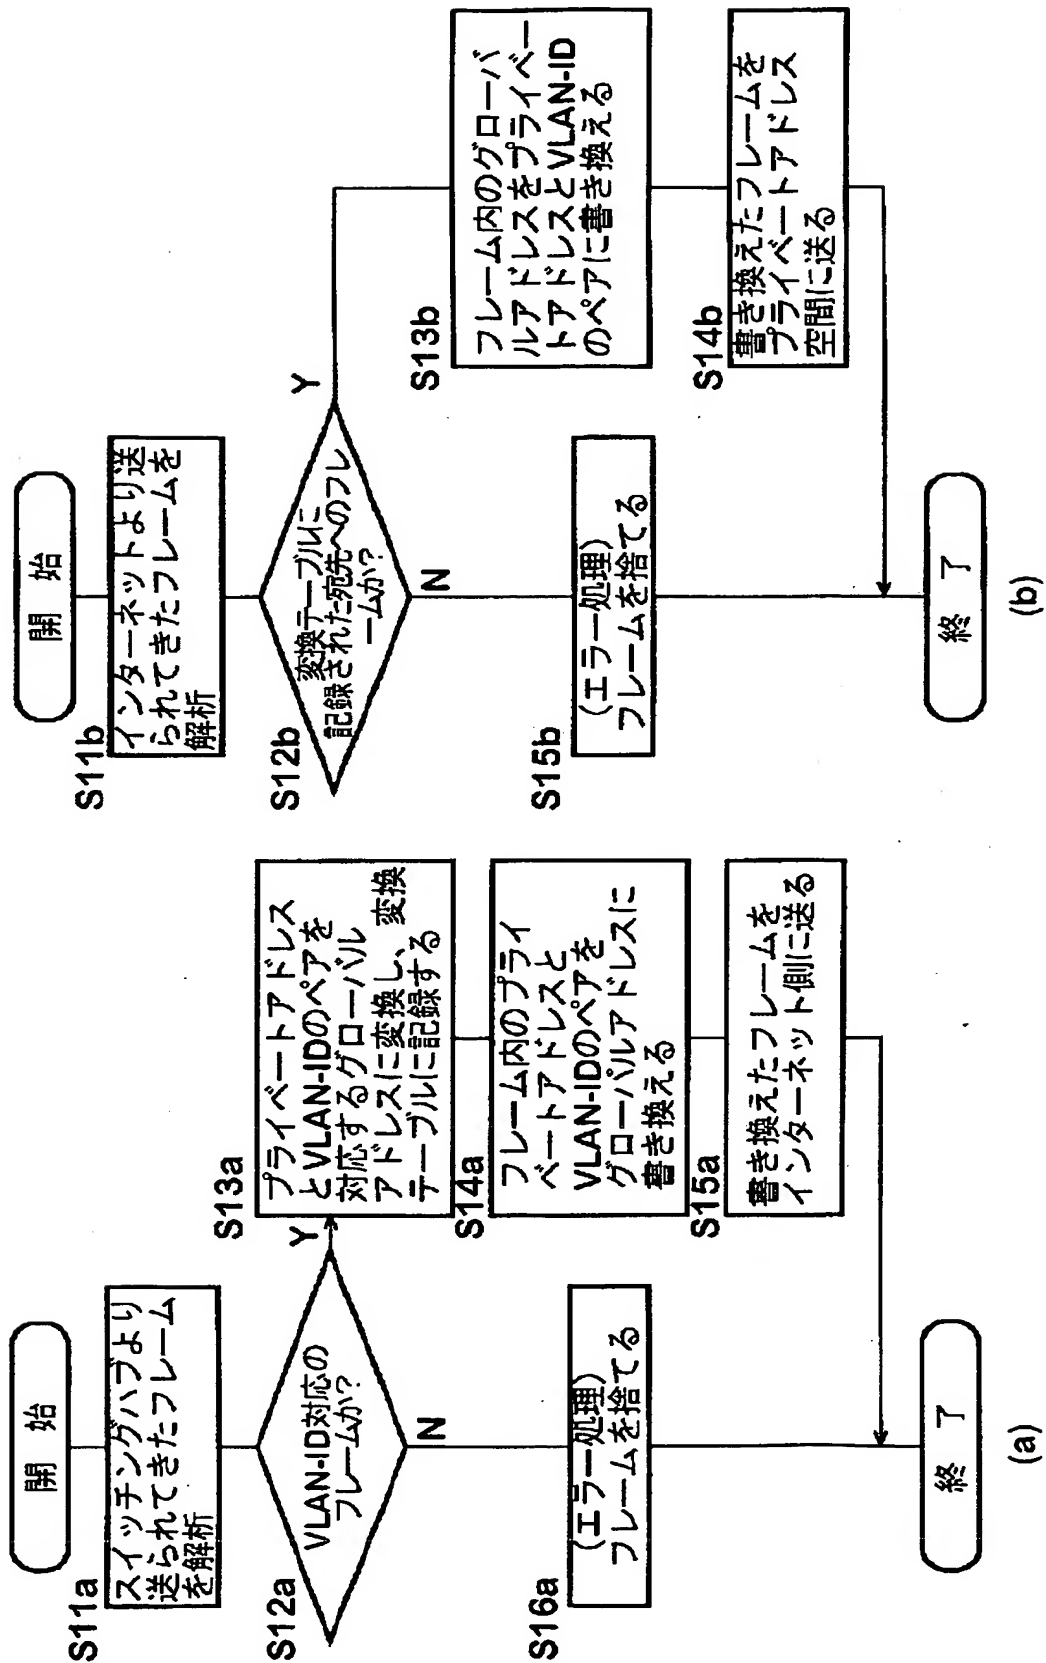 開 始
S11a
スイッチングハブより
送られてきたフレーム
を解析
S12a
VLAN-ID対応の
フレームか?
Y
N
S13a
プライベートアドレス
とVLAN-IDのペアを
対応するグローバル
アドレスに変換し、変換
テーブルに記録する
S14a
フレーム内のプライ
ベートアドレスと
VLAN-IDのペアを
グローバルアドレスに
書き換える
S15a
書き換えたフレームを
インターネット側に送る
S16a
(エラー処理)
フレームを捨てる
終 了
(a)
開 始
S11b
インターネットより送
られてきたフレームを
解析
S12b
変換テーブルに
記録された宛先へのフレ
ームか?
Y
N
S13b
フレーム内のグローバ
ルアドレスをプライベー
トアドレスとVLAN-ID
のペアに書き換える
S14b
書き換えたフレームを
プライベートアドレス
空間に送る
S15b
(エラー処理)
フレームを捨てる
終 了
(b)